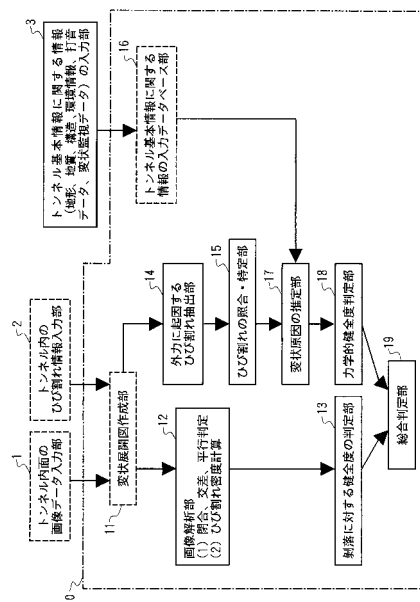 1
トンネル内面の
画像データ入力部
2
トンネル内の
ひび割れ情報入力部
3
トンネル基本情報に関する情報
(地形、地質、構造、環境情報、打音
データ、変状監視データ)の入力部
11
変状展開図作成部
12
画像解析部
(1)閉合、交差、平行判定
(2)ひび割れ密度計算
13
剝落に対する健全度の判定部
14
外力に起因する
ひび割れ抽出部
15
ひび割れの照合・特定部
16
トンネル基本情報に関する
情報の入力データベース部
17
変状原因の推定部
18
力学的健全度判定部
19
総合判定部